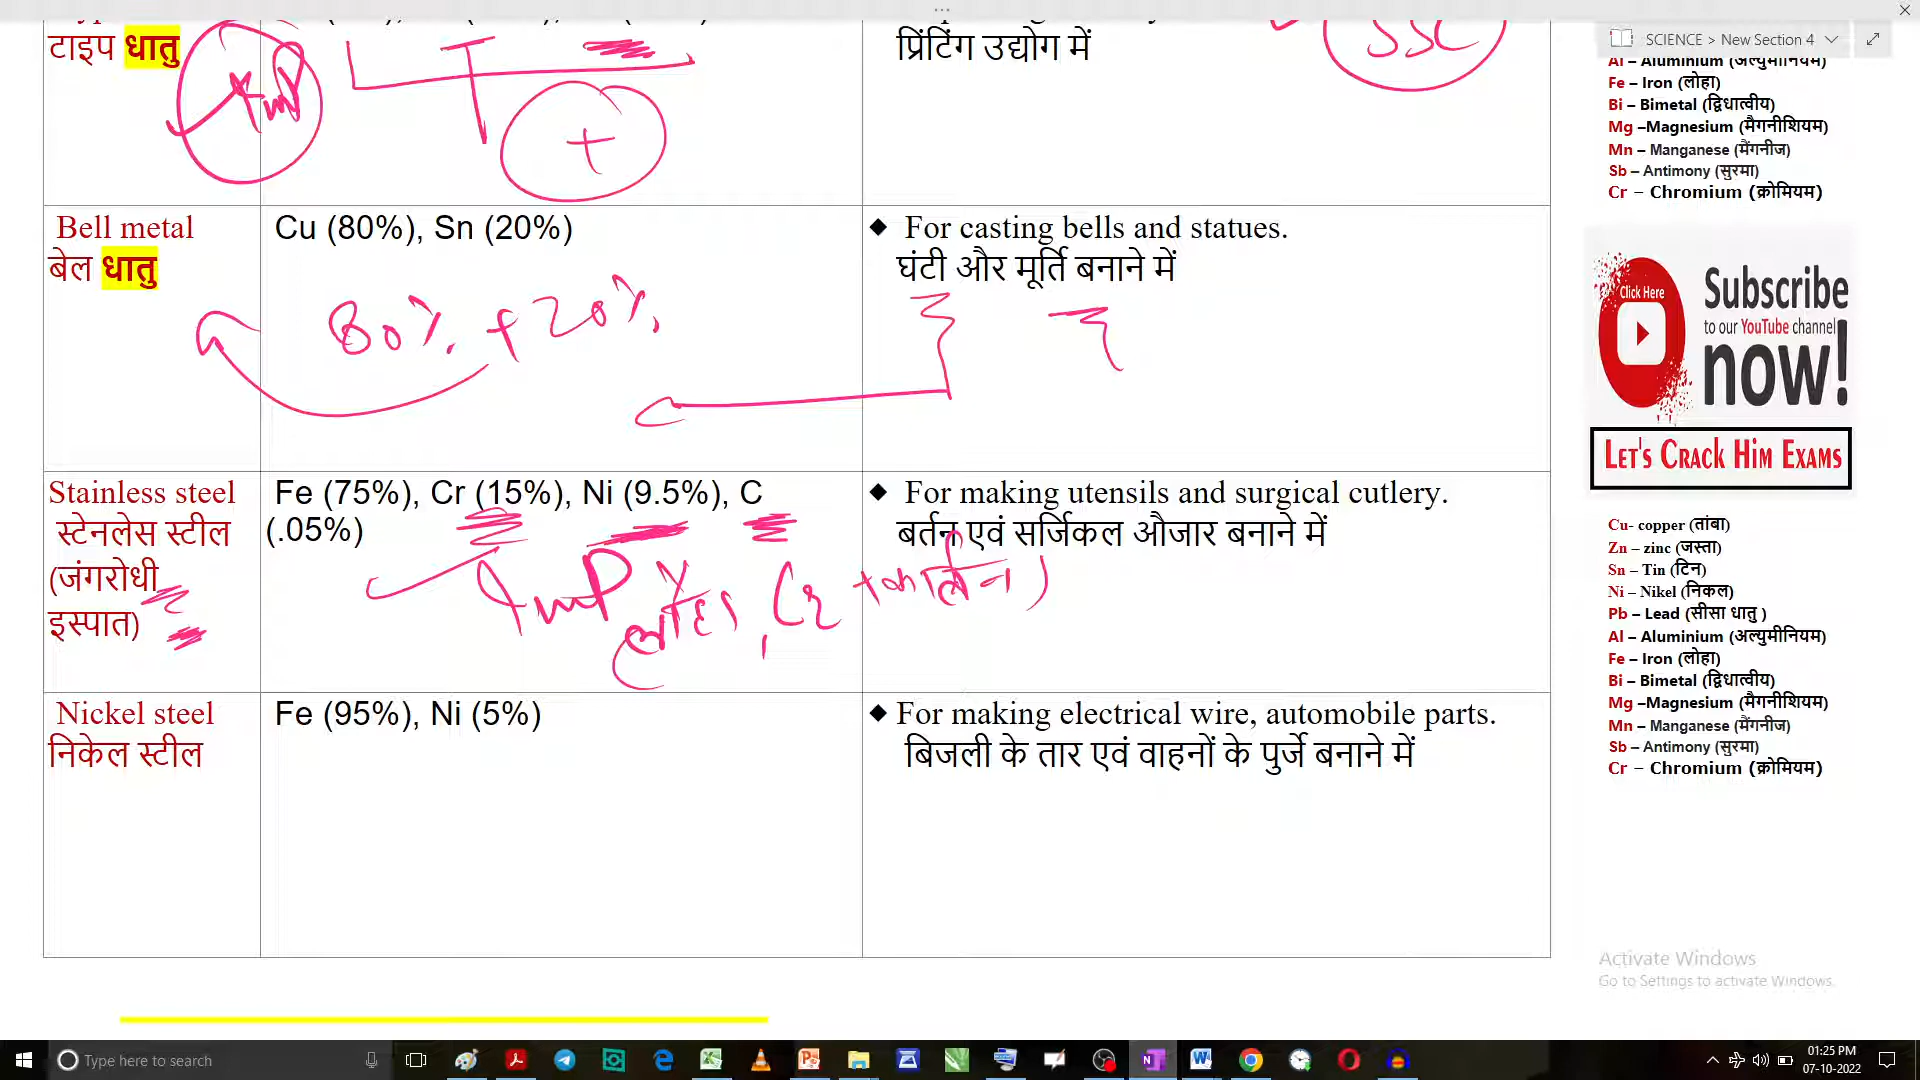 टाइप धातु
प्रिंटिंग उद्योग में
Imp
+
SSC
Bell metal
बेल धातु
Cu (80%), Sn (20%)
80% + 20%
◆ For casting bells and statues.
घंटी और मूर्ति बनाने में
Stainless steel
स्टेनलेस स्टील
(जंगरोधी
इस्पात)
Fe (75%), Cr (15%), Ni (9.5%), C
(.05%)
Imp
लोहा, Cr + कार्बन)
◆ For making utensils and surgical cutlery.
बर्तन एवं सर्जिकल औजार बनाने में
Nickel steel
निकेल स्टील
Fe (95%), Ni (5%)
◆ For making electrical wire, automobile parts.
बिजली के तार एवं वाहनों के पुर्जे बनाने में
SCIENCE > New Section 4
Al – Aluminium (अल्युमीनियम)
Fe – Iron (लोहा)
Bi – Bimetal (द्विधात्वीय)
Mg –Magnesium (मैगनीशियम)
Mn – Manganese (मैंगनीज)
Sb – Antimony (सुरमा)
Cr – Chromium (क्रोमियम)
Click Here
Subscribe
to our YouTube channel
now!
LET'S CRACK HIM EXAMS
Cu- copper (तांबा)
Zn – zinc (जस्ता)
Sn – Tin (टिन)
Ni – Nikel (निकल)
Pb – Lead (सीसा धातु )
Al – Aluminium (अल्युमीनियम)
Fe – Iron (लोहा)
Bi – Bimetal (द्विधात्वीय)
Mg –Magnesium (मैगनीशियम)
Mn – Manganese (मैंगनीज)
Sb – Antimony (सुरमा)
Cr – Chromium (क्रोमियम)
Activate Windows
Go to Settings to activate Windows.
Type here to search
01:25 PM
07-10-2022